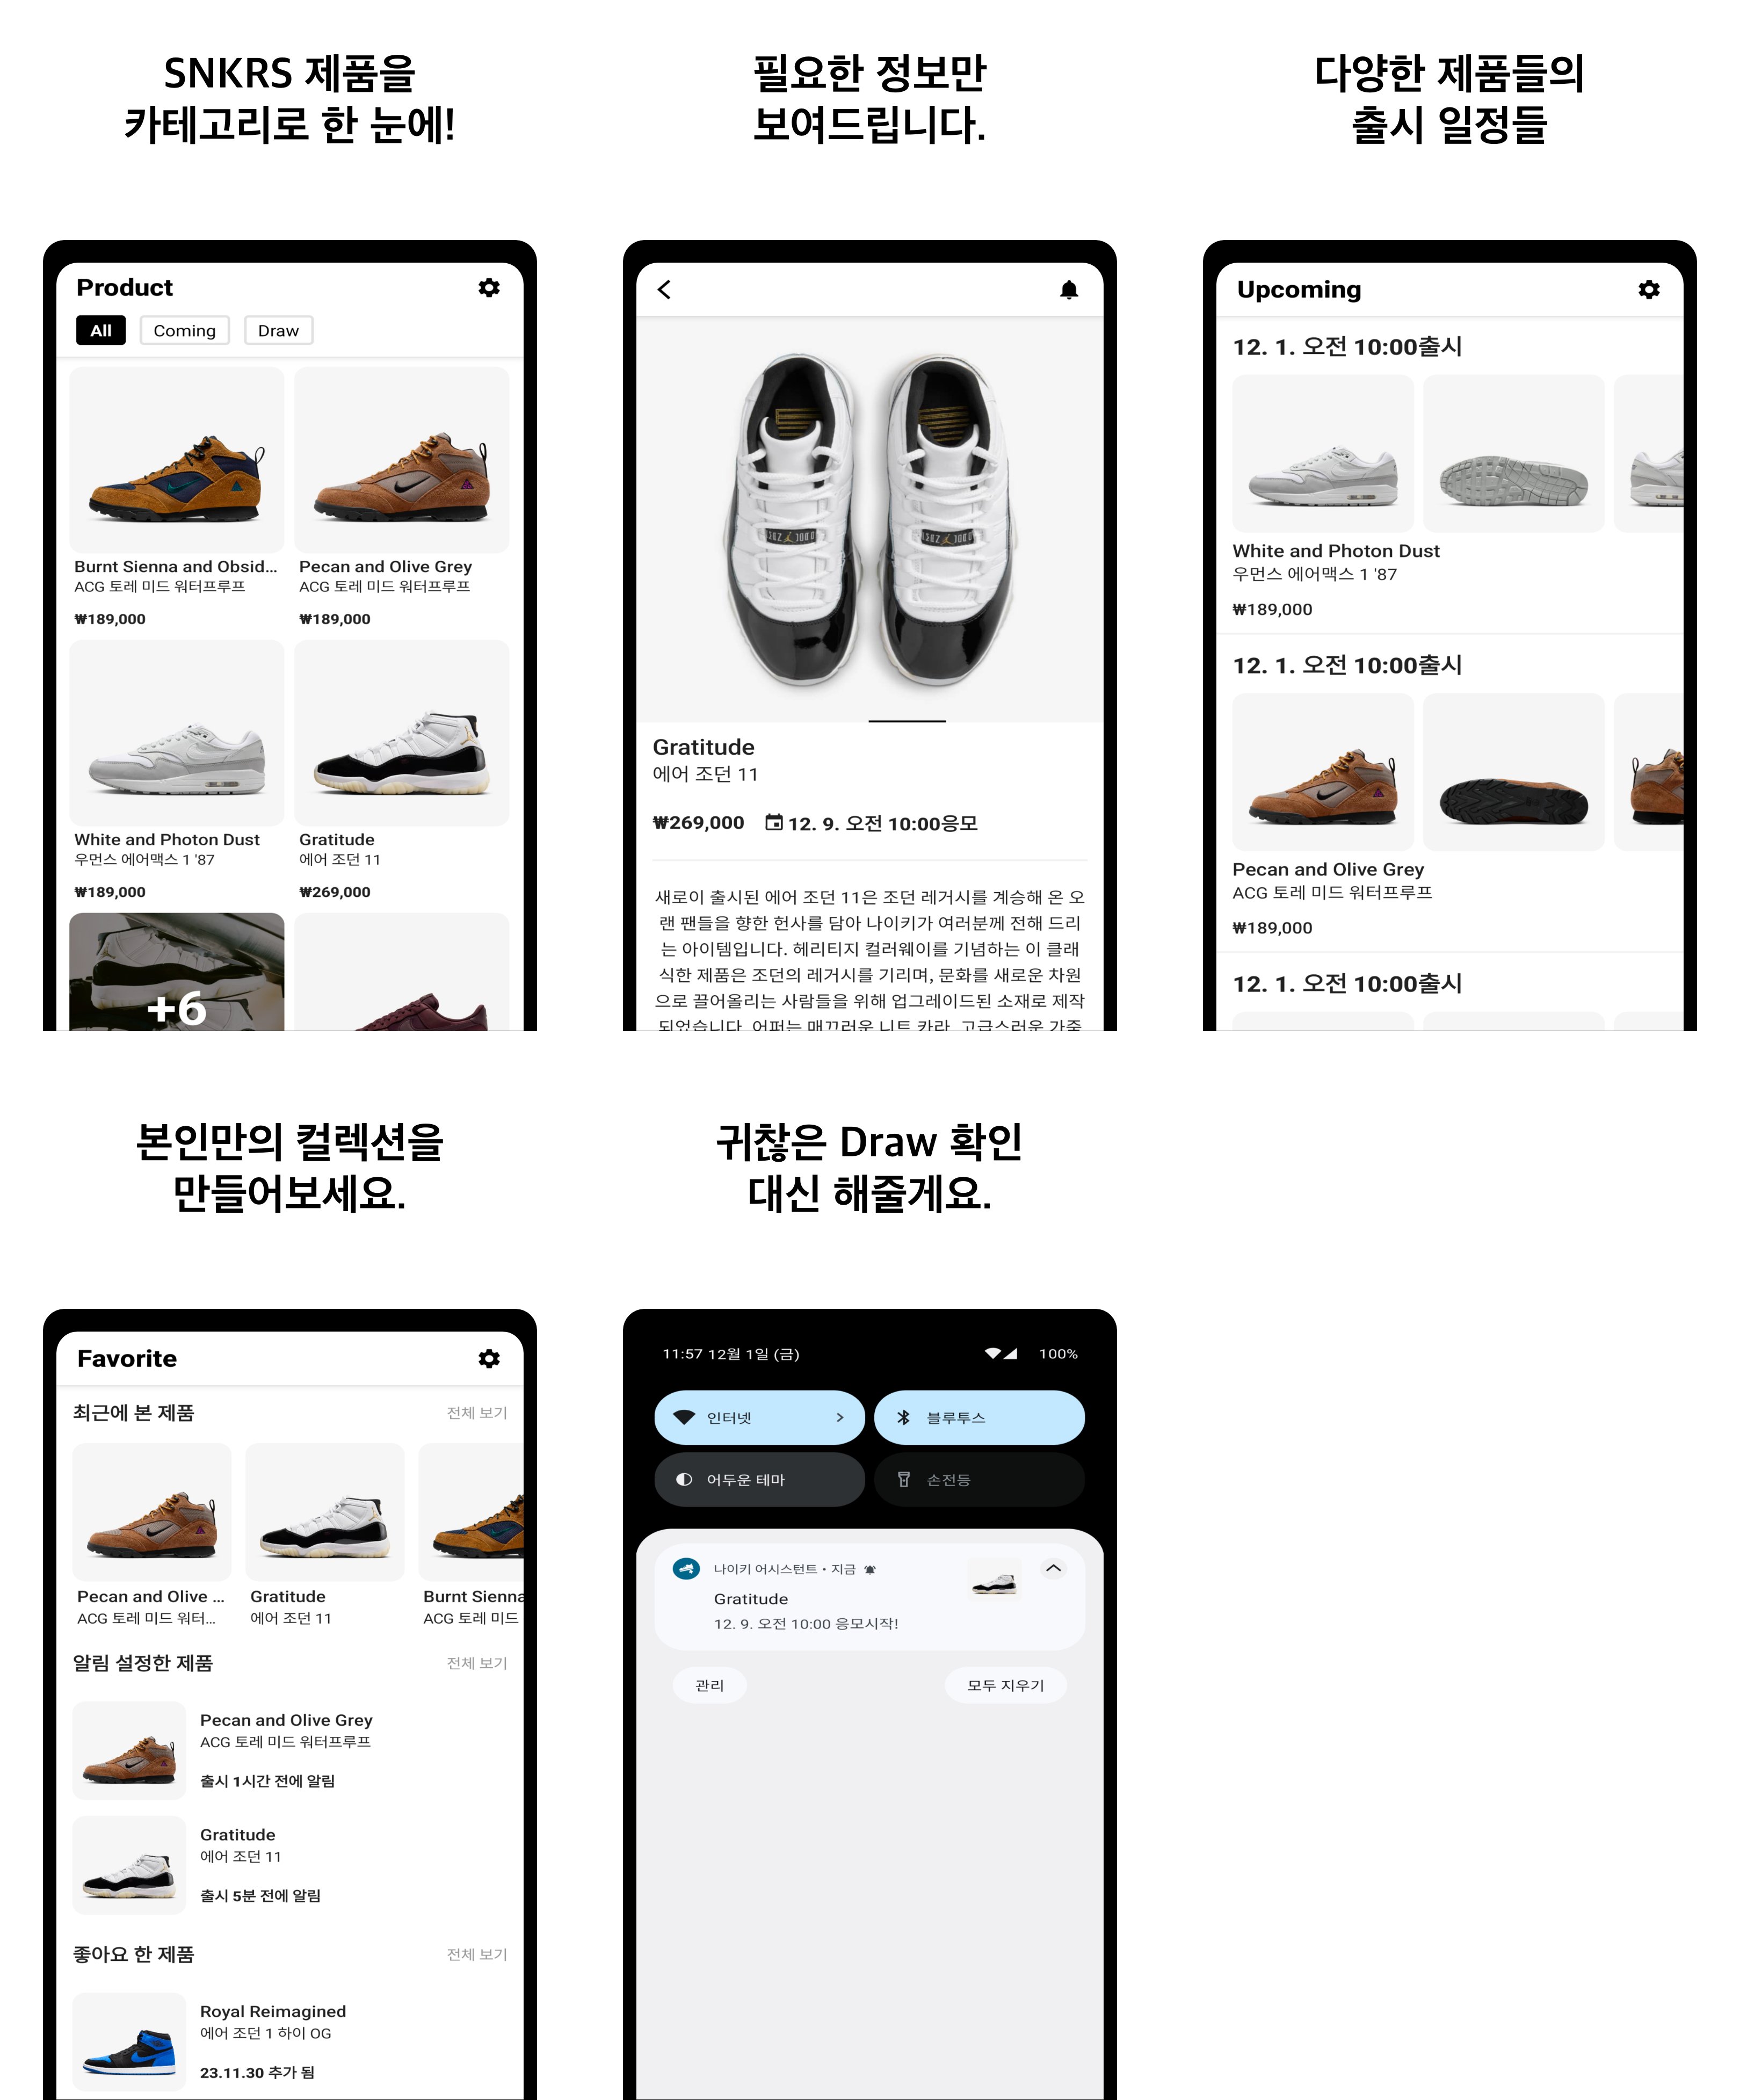 SNKRS 제품을
카테고리로 한 눈에!
Product
All
Coming
Draw
Burnt Sienna and Obsid...
ACG 토레 미드 워터프루프
₩189,000
Pecan and Olive Grey
ACG 토레 미드 워터프루프
₩189,000
White and Photon Dust
우먼스 에어맥스 1 '87
₩189,000
Gratitude
에어 조던 11
₩269,000
+6
필요한 정보만
보여드립니다.
Gratitude
에어 조던 11
₩269,000
12. 9. 오전 10:00응모
새로이 출시된 에어 조던 11은 조던 레거시를 계승해 온 오
랜 팬들을 향한 헌사를 담아 나이키가 여러분께 전해 드리
는 아이템입니다. 헤리티지 컬러웨이를 기념하는 이 클래
식한 제품은 조던의 레거시를 기리며, 문화를 새로운 차원
으로 끌어올리는 사람들을 위해 업그레이드된 소재로 제작
되었습니다. 어퍼는 매끄러운 니트 카라, 고급스러운 가죽
다양한 제품들의
출시 일정들
Upcoming
12. 1. 오전 10:00출시
White and Photon Dust
우먼스 에어맥스 1 '87
₩189,000
12. 1. 오전 10:00출시
Pecan and Olive Grey
ACG 토레 미드 워터프루프
₩189,000
12. 1. 오전 10:00출시
본인만의 컬렉션을
만들어보세요.
Favorite
최근에 본 제품
전체 보기
Pecan and Olive ...
ACG 토레 미드 워터...
Gratitude
에어 조던 11
Burnt Sienna
ACG 토레 미드
알림 설정한 제품
전체 보기
Pecan and Olive Grey
ACG 토레 미드 워터프루프
출시 1시간 전에 알림
Gratitude
에어 조던 11
출시 5분 전에 알림
좋아요 한 제품
전체 보기
Royal Reimagined
에어 조던 1 하이 OG
23.11.30 추가 됨
귀찮은 Draw 확인
대신 해줄게요.
11:57 12월 1일 (금)
100%
인터넷
블루투스
어두운 테마
손전등
나이키 어시스턴트 • 지금
Gratitude
12. 9. 오전 10:00 응모시작!
관리
모두 지우기